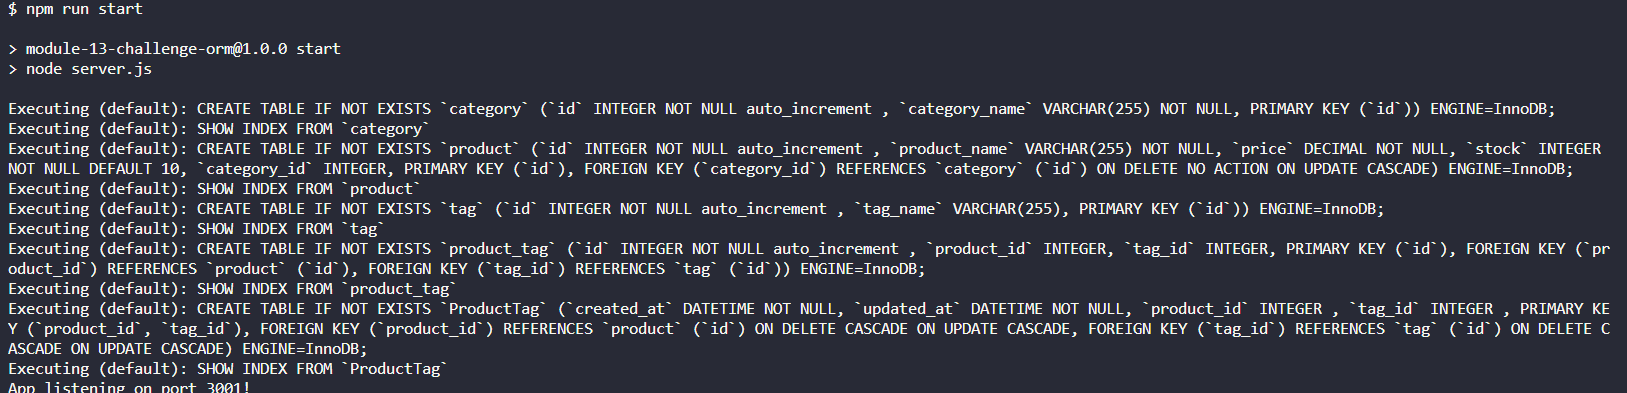 $ npm run start
> module-13-challenge-orm@1.0.0 start
> node server.js
Executing (default): CREATE TABLE IF NOT EXISTS `category` (`id` INTEGER NOT NULL auto_increment , `category_name` VARCHAR(255) NOT NULL, PRIMARY KEY (`id`)) ENGINE=InnoDB;
Executing (default): SHOW INDEX FROM `category`
Executing (default): CREATE TABLE IF NOT EXISTS `product` (`id` INTEGER NOT NULL auto_increment , `product_name` VARCHAR(255) NOT NULL, `price` DECIMAL NOT NULL, `stock` INTEGER
NOT NULL DEFAULT 10, `category_id` INTEGER, PRIMARY KEY (`id`), FOREIGN KEY (`category_id`) REFERENCES `category` (`id`) ON DELETE NO ACTION ON UPDATE CASCADE) ENGINE=InnoDB;
Executing (default): SHOW INDEX FROM `product`
Executing (default): CREATE TABLE IF NOT EXISTS `tag` (`id` INTEGER NOT NULL auto_increment , `tag_name` VARCHAR(255), PRIMARY KEY (`id`)) ENGINE=InnoDB;
Executing (default): SHOW INDEX FROM `tag`
Executing (default): CREATE TABLE IF NOT EXISTS `product_tag` (`id` INTEGER NOT NULL auto_increment , `product_id` INTEGER, `tag_id` INTEGER, PRIMARY KEY (`id`), FOREIGN KEY (`pr
oduct_id`) REFERENCES `product` (`id`), FOREIGN KEY (`tag_id`) REFERENCES `tag` (`id`)) ENGINE=InnoDB;
Executing (default): SHOW INDEX FROM `product_tag`
Executing (default): CREATE TABLE IF NOT EXISTS `ProductTag` (`created_at` DATETIME NOT NULL, `updated_at` DATETIME NOT NULL, `product_id` INTEGER , `tag_id` INTEGER , PRIMARY KE
Y (`product_id`, `tag_id`), FOREIGN KEY (`product_id`) REFERENCES `product` (`id`) ON DELETE CASCADE ON UPDATE CASCADE, FOREIGN KEY (`tag_id`) REFERENCES `tag` (`id`) ON DELETE C
ASCADE ON UPDATE CASCADE) ENGINE=InnoDB;
Executing (default): SHOW INDEX FROM `ProductTag`
App listening on port 3001!